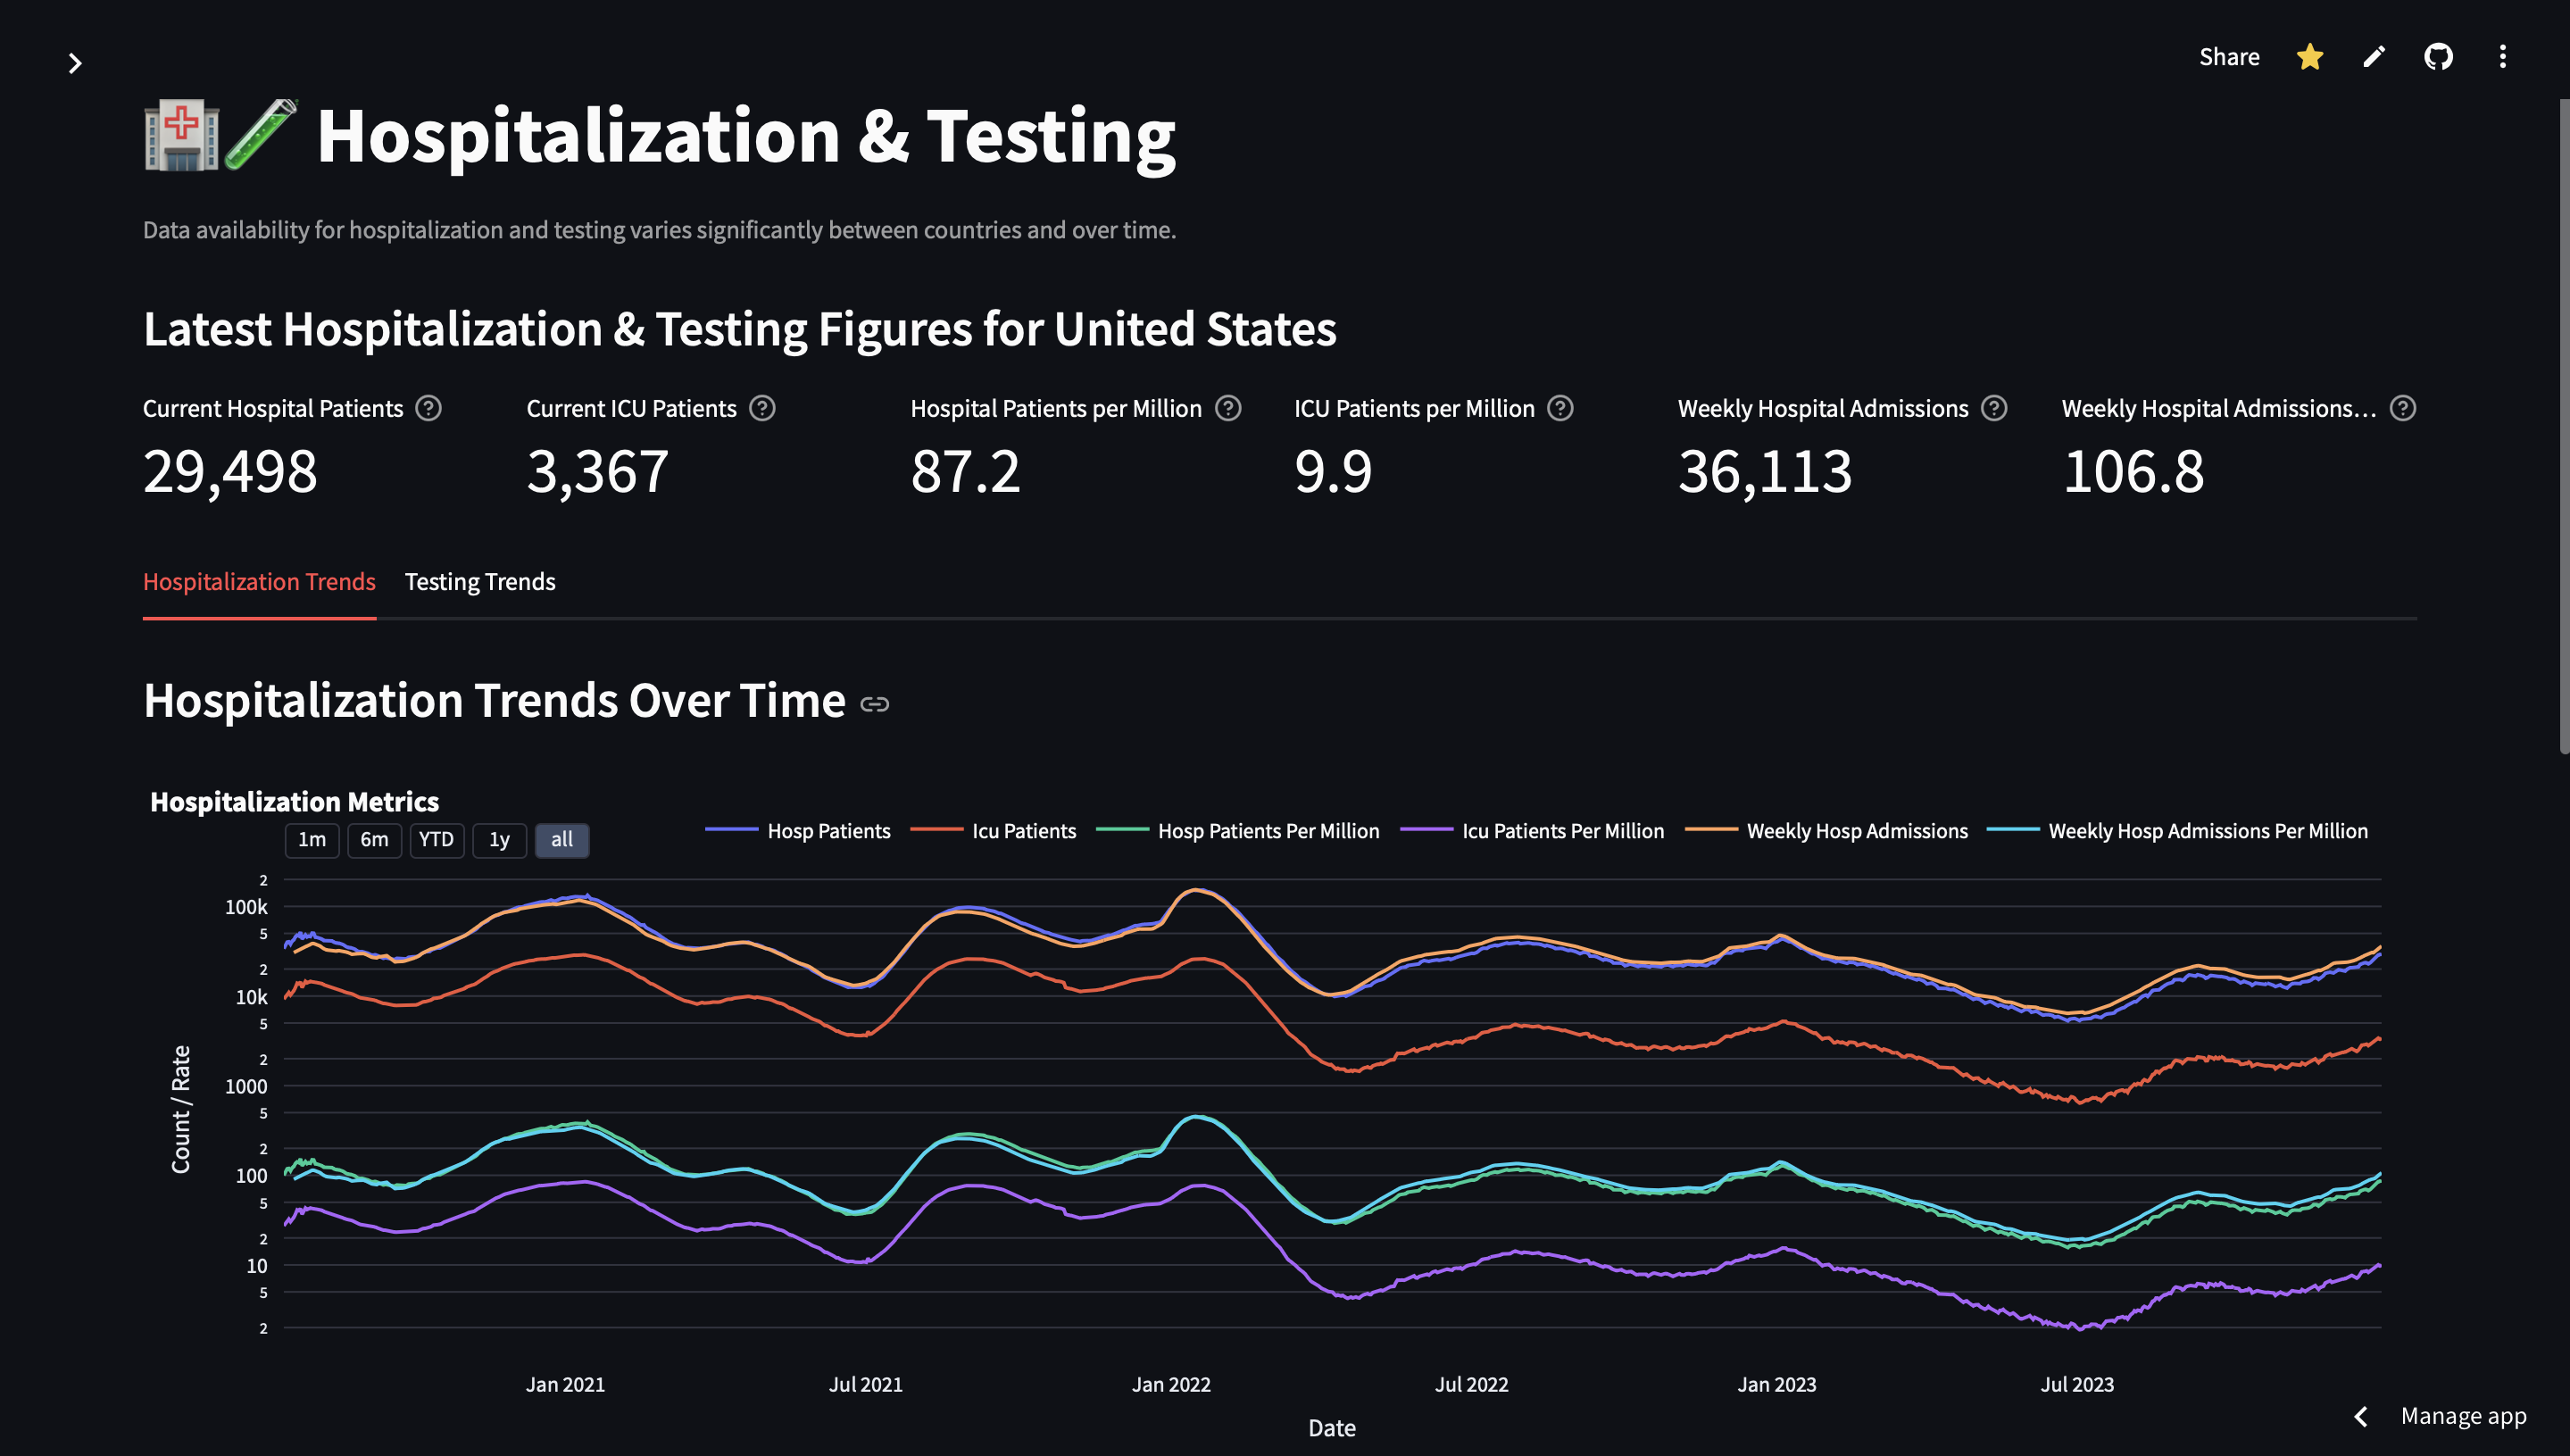 Share
Hospitalization & Testing
Data availability for hospitalization and testing varies significantly between countries and over time.
Latest Hospitalization & Testing Figures for United States
Current Hospital Patients ?
29,498
Current ICU Patients ?
3,367
Hospital Patients per Million ?
87.2
ICU Patients per Million ?
9.9
Weekly Hospital Admissions ?
36,113
Weekly Hospital Admissions… ?
106.8
Hospitalization Trends Testing Trends
Hospitalization Trends Over Time
Hospitalization Metrics
1m 6m YTD 1y all
Hosp Patients Icu Patients Hosp Patients Per Million Icu Patients Per Million Weekly Hosp Admissions Weekly Hosp Admissions Per Million
2
100k
5
2
10k
5
2
1000
5
2
100
5
2
10
5
2
Count / Rate
Jan 2021 Jul 2021 Jan 2022 Jul 2022 Jan 2023 Jul 2023
Date
Manage app